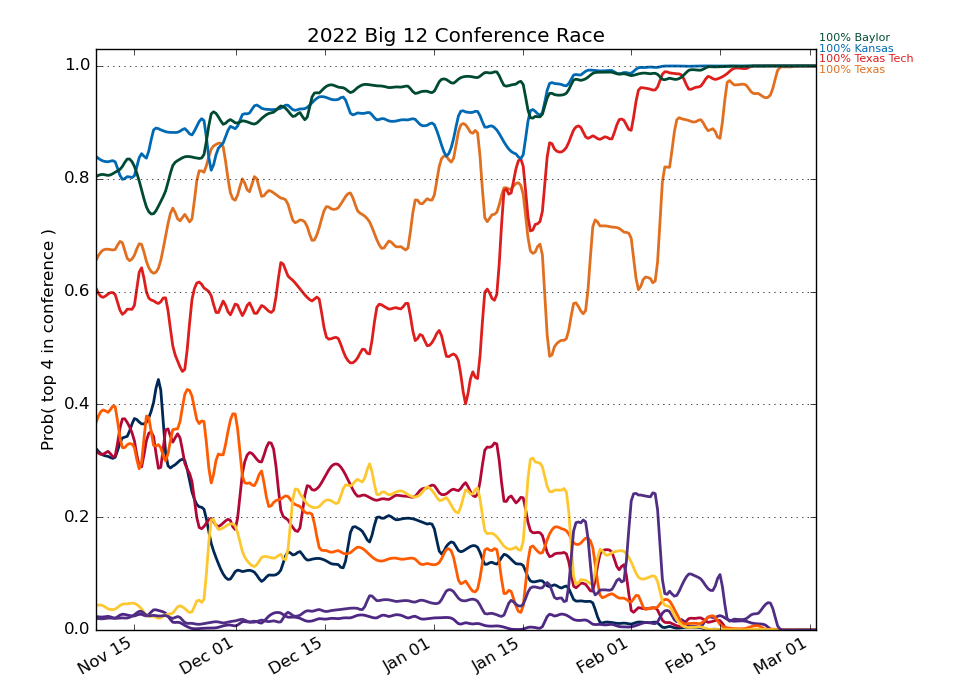 2022 Big 12 Conference Race
100% Baylor
100% Kansas
100% Texas Tech
100% Texas
Prob( top 4 in conference )
1.0
0.8
0.6
0.4
0.2
0.0
Nov 15
Dec 01
Dec 15
Jan 01
Jan 15
Feb 01
Feb 15
Mar 01